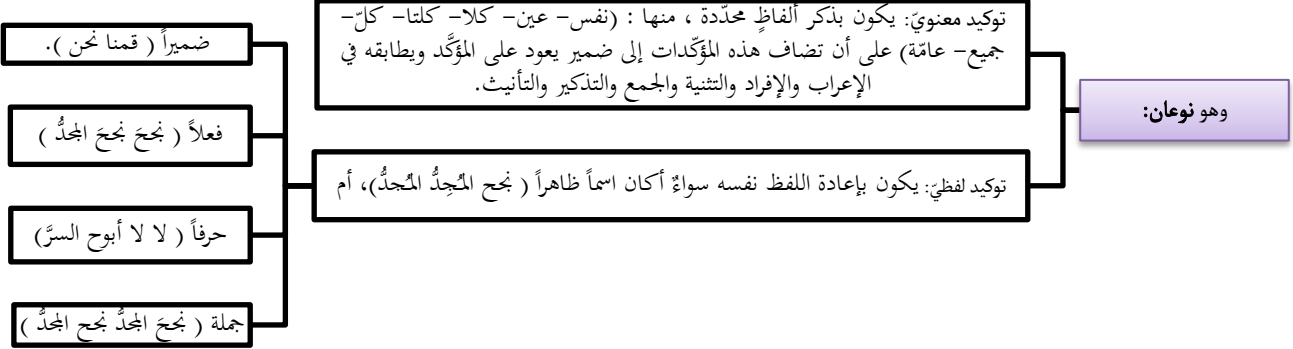 وهو نوعان:
توكيد معنويّ: يكون بذكر ألفاظٍ محدّدة ، منها : (نفس– عين– كلا– كلتا– كلّ–
جميع– عامّة) على أن تضاف هذه المؤكّدات إلى ضمير يعود على المؤكَّد ويطابقه في
الإعراب والإفراد والتثنية والجمع والتذكير والتأنيث.
توكيد لفظيّ: يكون بإعادة اللفظ نفسه سواءٌ أكان اسماً ظاهراً ( نجح المُجِدُّ المُجدُّ)، أم
ضميراً ( قمنا نحن ).
فعلاً ( نجحَ نجحَ المجدُّ )
حرفاً ( لا لا أبوح السرَّ)
جملة ( نجحَ المجدُّ نجح المجدُّ )